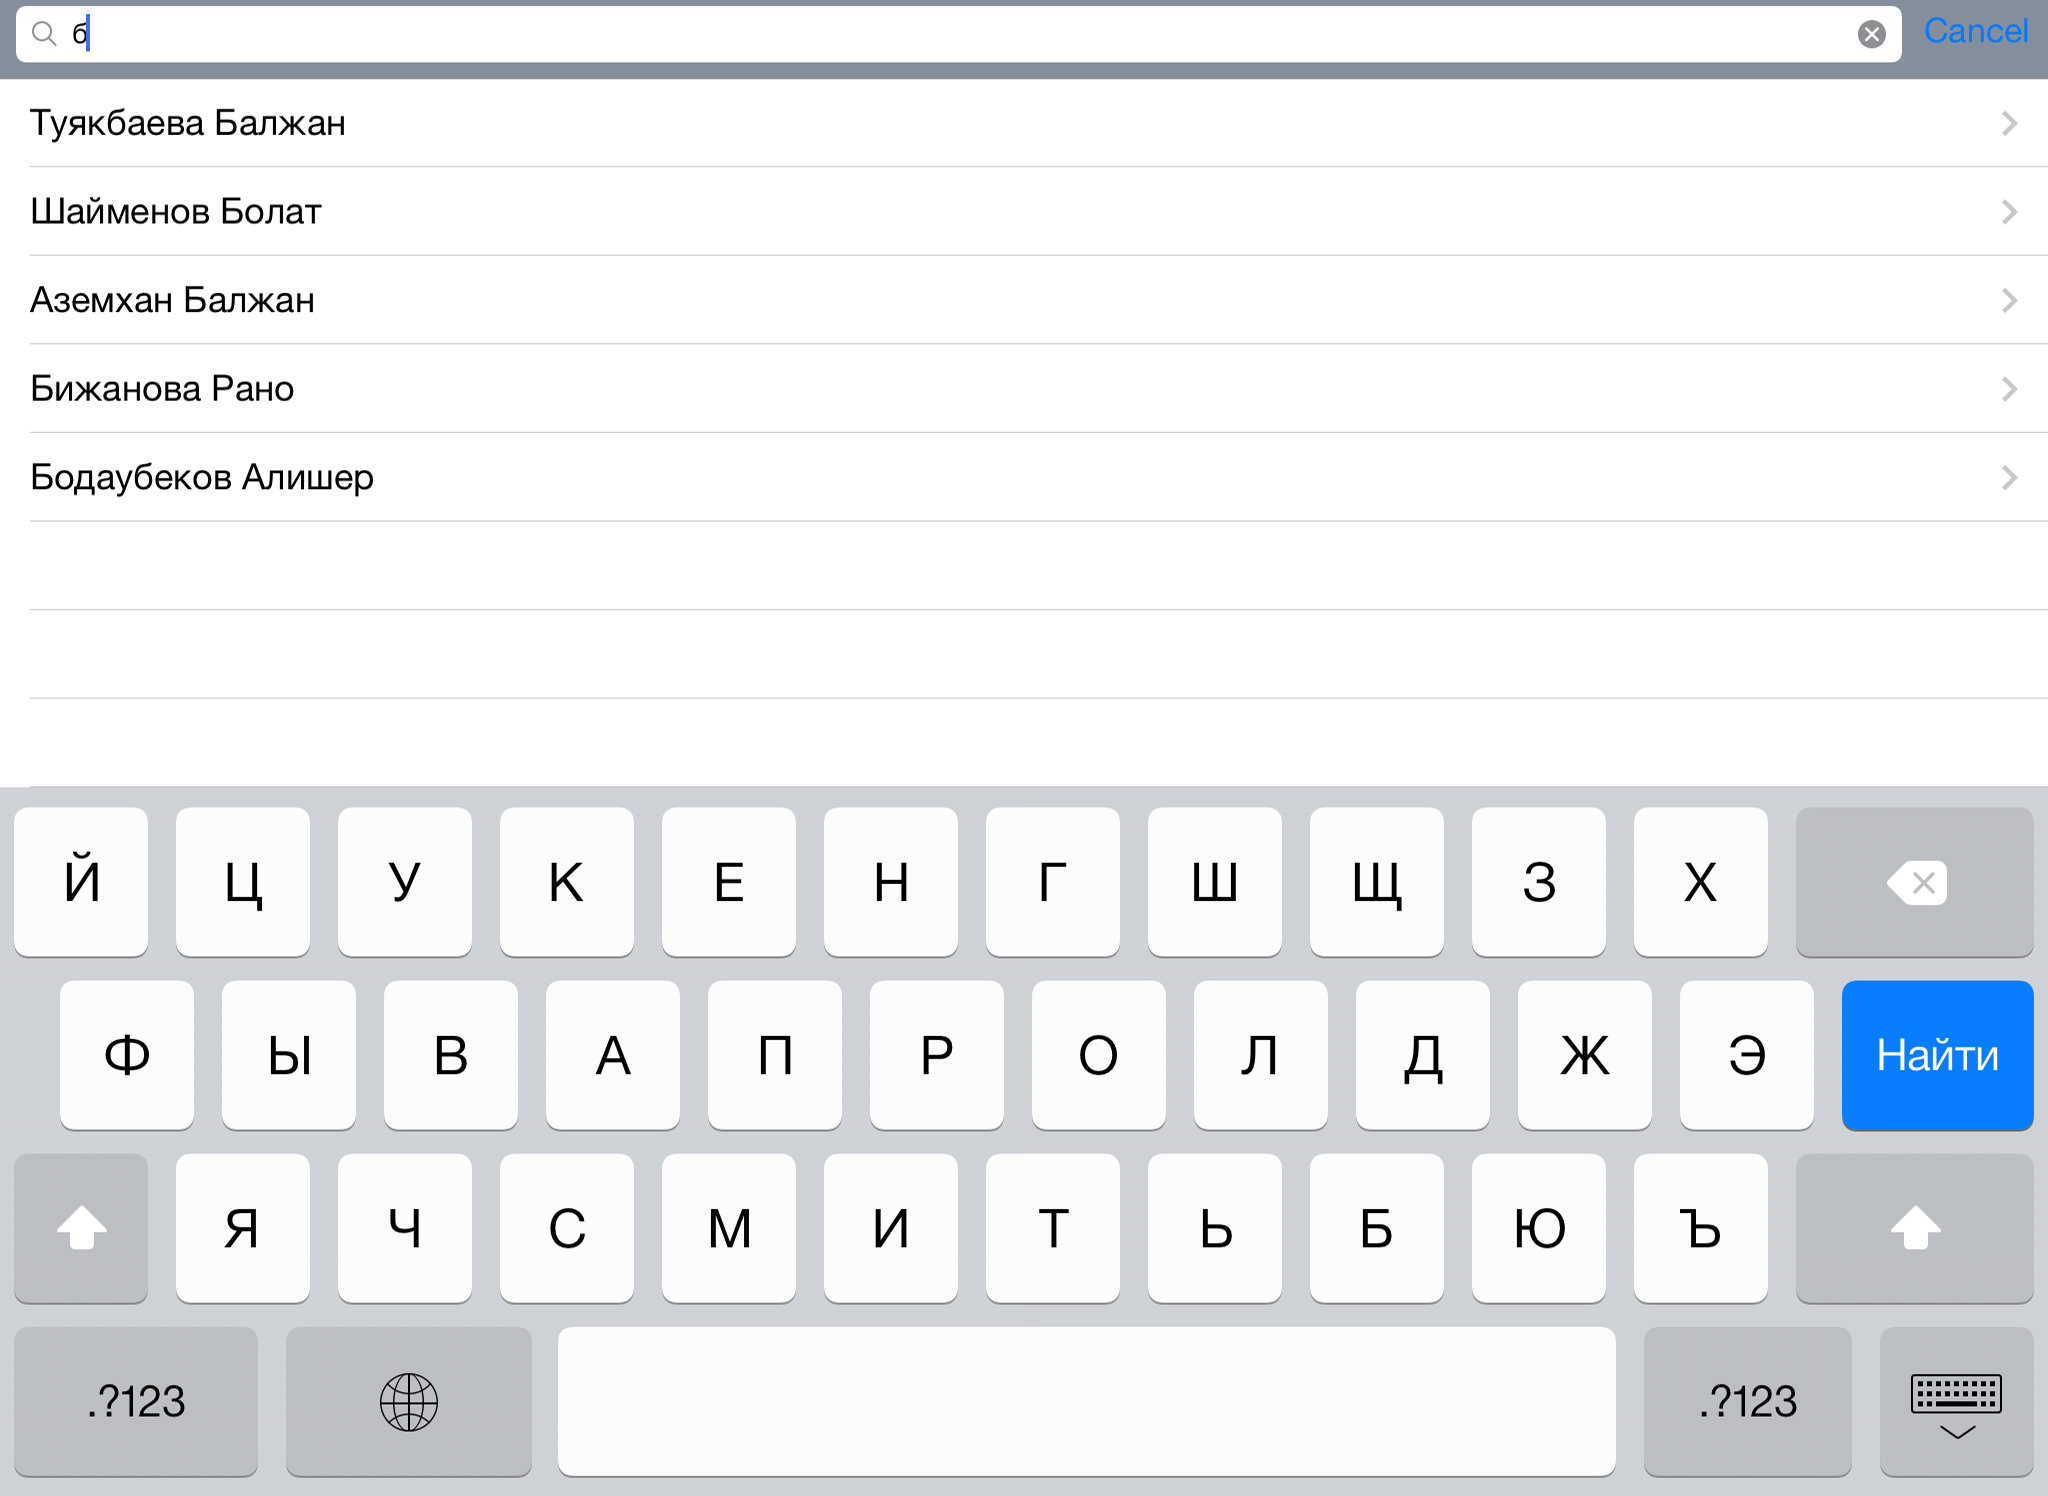 б
Cancel
Туякбаева Балжан
Шайменов Болат
Аземхан Балжан
Бижанова Рано
Бодаубеков Алишер
Й Ц У К Е Н Г Ш Щ З Х
Ф Ы В А П Р О Л Д Ж Э Найти
Я Ч С М И Т Ь Б Ю Ъ
.?123 .?123